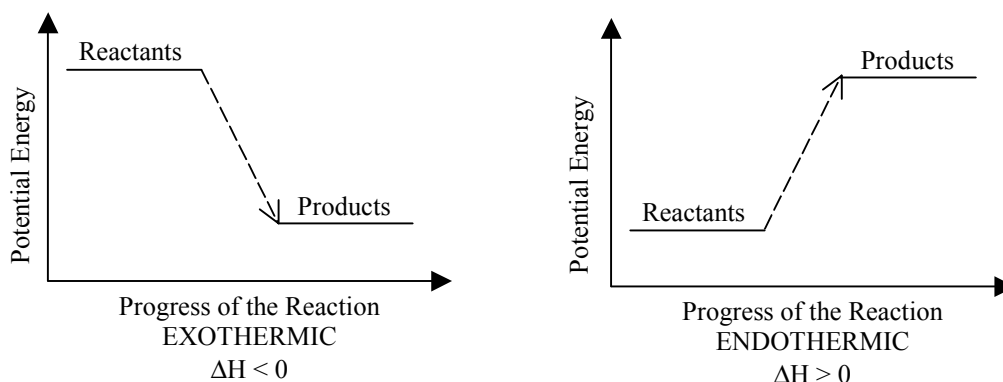 Potential Energy
Reactants
Products
Progress of the Reaction
EXOTHERMIC
ΔH < 0
Potential Energy
Products
Reactants
Progress of the Reaction
ENDOTHERMIC
ΔH > 0